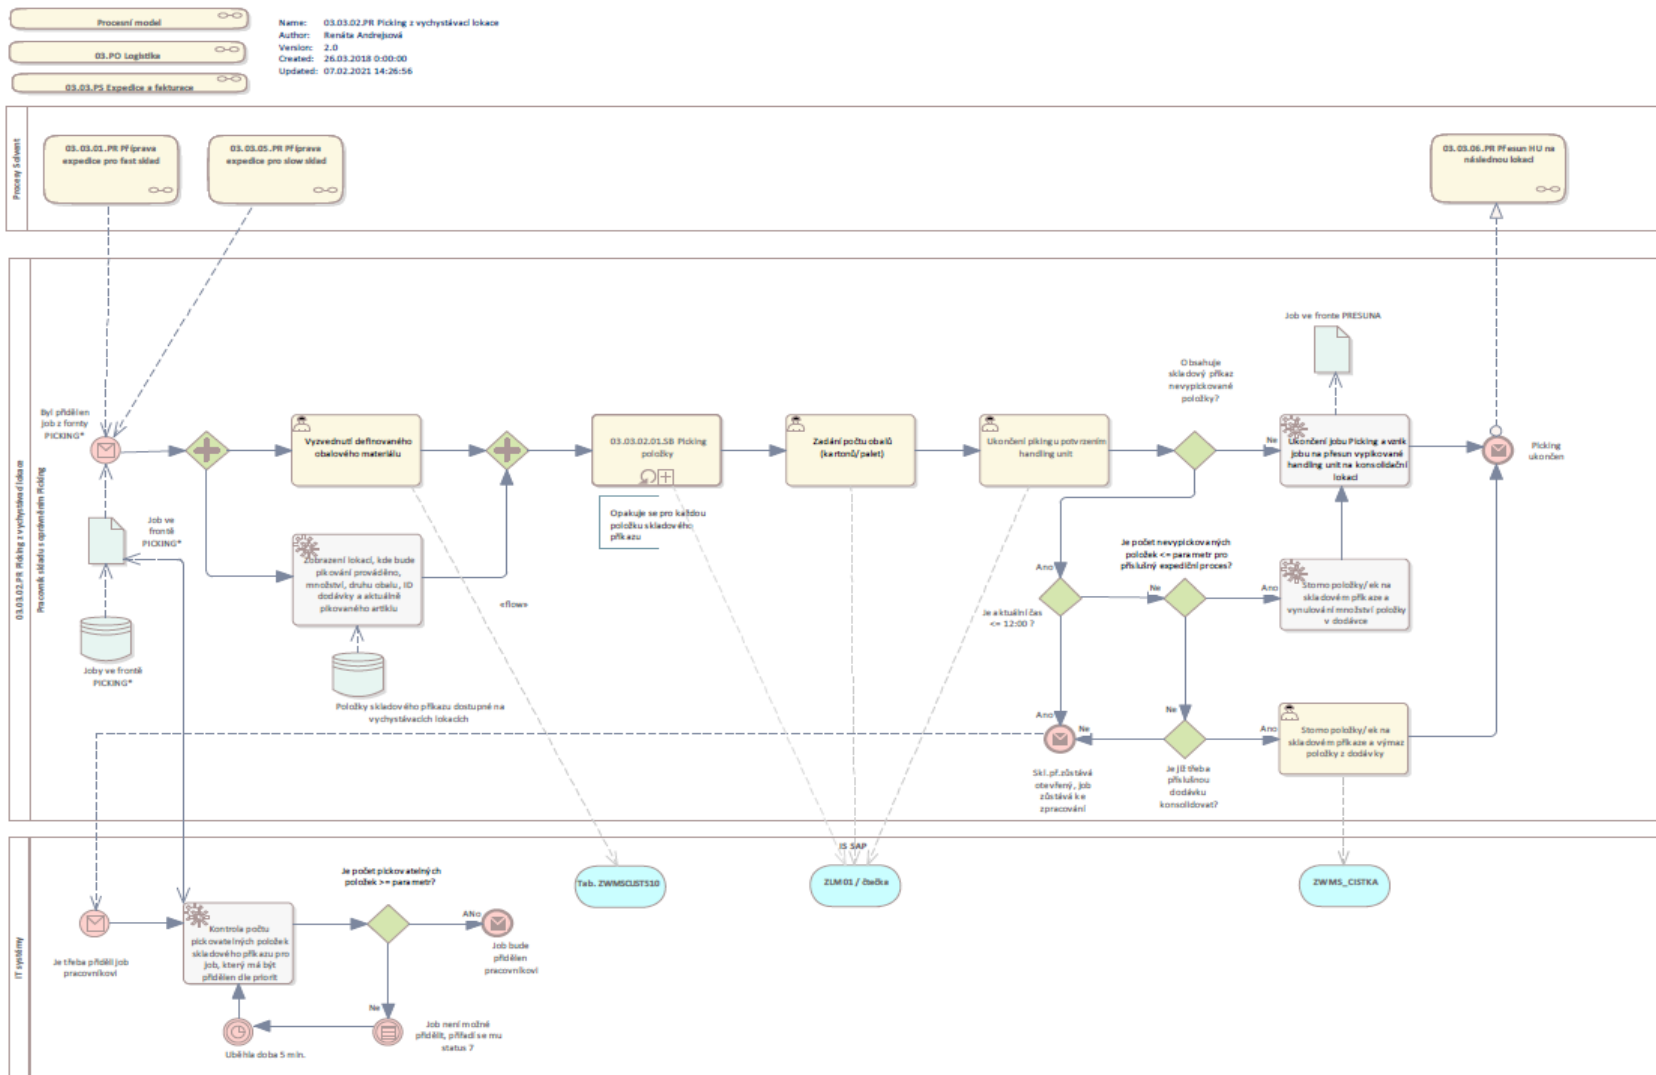 Procesní model
03.PO Logistika
03.03.PS Expedice a fakturace
Name: 03.03.02.PR Picking z vychystávací lokace
Author: Renáta Andrejsová
Version: 2.0
Created: 26.03.2018 0:00:00
Updated: 07.02.2021 14:26:56
Procesy Solvent
03.03.01.PR Příprava
expedice pro fast sklad
03.03.05.PR Příprava
expedice pro slow sklad
03.03.06.PR Přesun HU na
následnou lokaci
03.03.02.PR Picking z vychystávací lokace
Pracovník skladu s oprávněním Picking
Byl přidělen
job z fornty
PICKING*
Vyzvednutí definovaného
obalového materiálu
03.03.02.01.SB Picking
položky
Opakuje se pro každou
položku skladového
příkazu
Zadání počtu obalů
(kartonů/palet)
Ukončení pikingu potvrzením
handling unit
Obsahuje
skladový příkaz
nevypickované
položky?
Ne
Ano
Job ve fronte PRESUNA
Ukončení jobu Picking a vznik
jobu na přesun vypikované
handling unit na konsolidační
lokaci
Picking
ukončen
Job ve
frontě
PICKING*
Joby ve frontě
PICKING*
Zobrazení lokací, kde bude
pikování prováděno,
množství, druhu obalu, ID
dodávky a aktuálně
pikovaného artiklu
«flow»
Položky skladového příkazu dostupné na
vychystávacích lokacích
Je aktuální čas
<= 12:00 ?
Ne
Ano
Je počet nevypickovaných
položek <= parametr pro
příslušný expediční proces?
Ano
Ne
Storno položky/ek na
skladovém příkaze a
vynulování množství položky
v dodávce
Skl.př.zůstává
otevřený, job
zůstává ke
zpracování
Ne
Ano
Je již třeba
příslušnou
dodávku
konsolidovat?
Storno položky/ek na
skladovém příkaze a výmaz
položky z dodávky
IT systémy
IS SAP
Tab. ZWMSCUSTS10
ZLM01 / čtečka
ZWMS_CISTKA
Je třeba přidělit job
pracovníkovi
Kontrola počtu
pickovatelných položek
skladového příkazu pro
job, který má být
přidělen dle priorit
Je počet pickovatelných
položek >= parametr?
ANo
Ne
Job bude
přidělen
pracovníkovi
Job není možné
přidělit, přiřadí se mu
status 7
Uběhla doba 5 min.